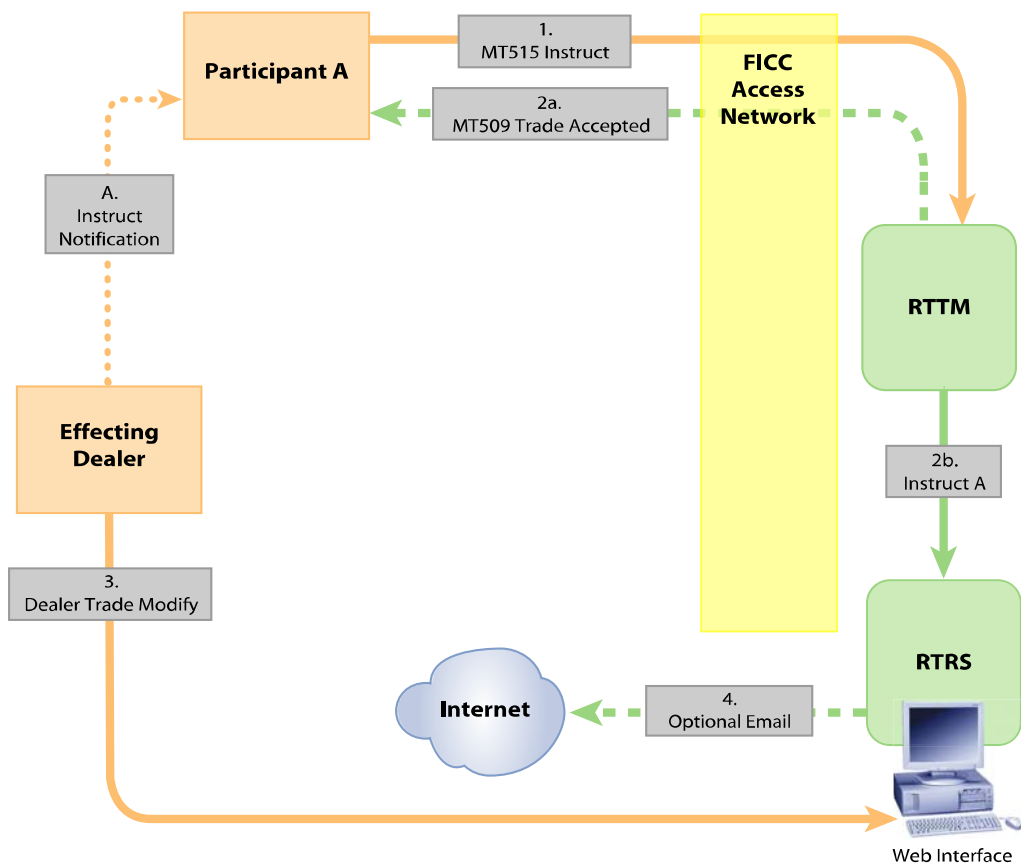 1.
MT515 Instruct
Participant A
FICC
Access
Network
2a.
MT509 Trade Accepted
A.
Instruct
Notification
RTTM
Effecting
Dealer
2b.
Instruct A
3.
Dealer Trade Modify
RTRS
Internet
4.
Optional Email
Web Interface